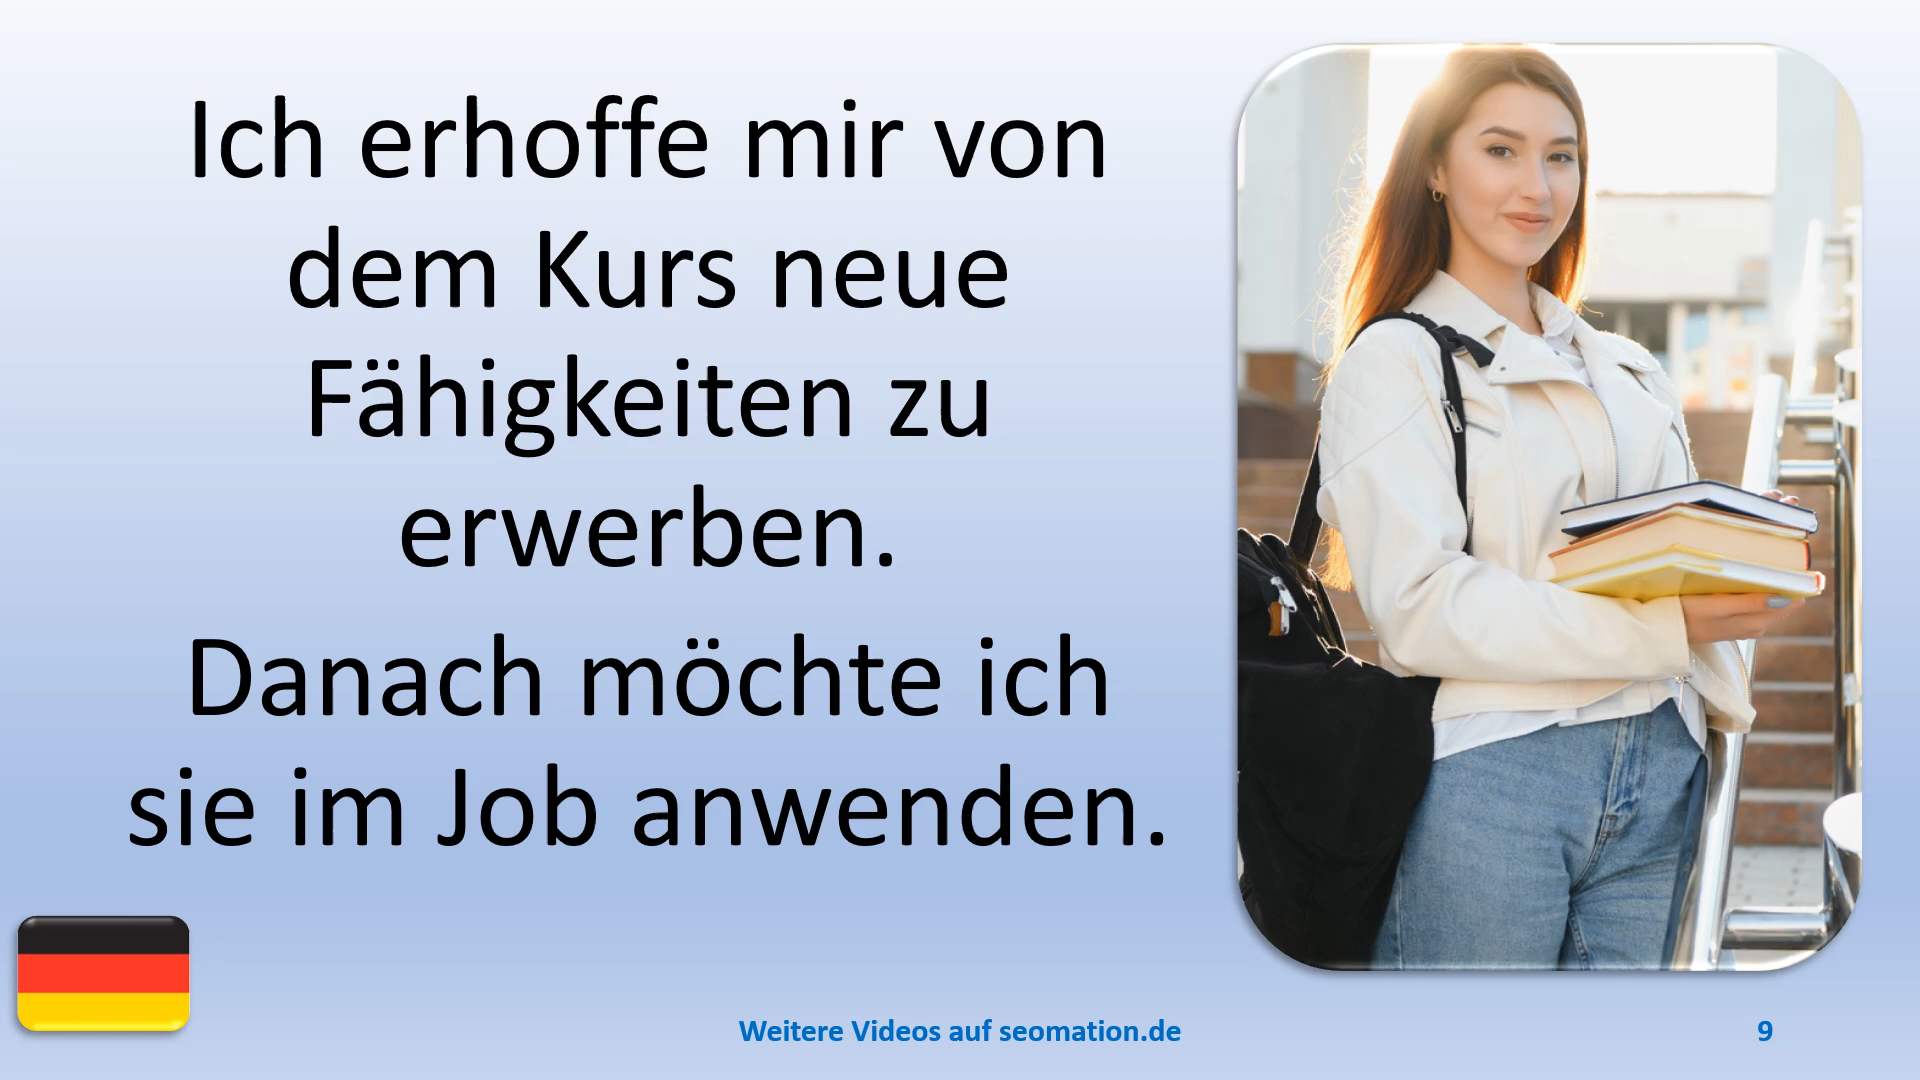 Ich erhoffe mir von
dem Kurs neue
Fähigkeiten zu
erwerben.
Danach möchte ich
sie im Job anwenden.
Weitere Videos auf seomation.de
9